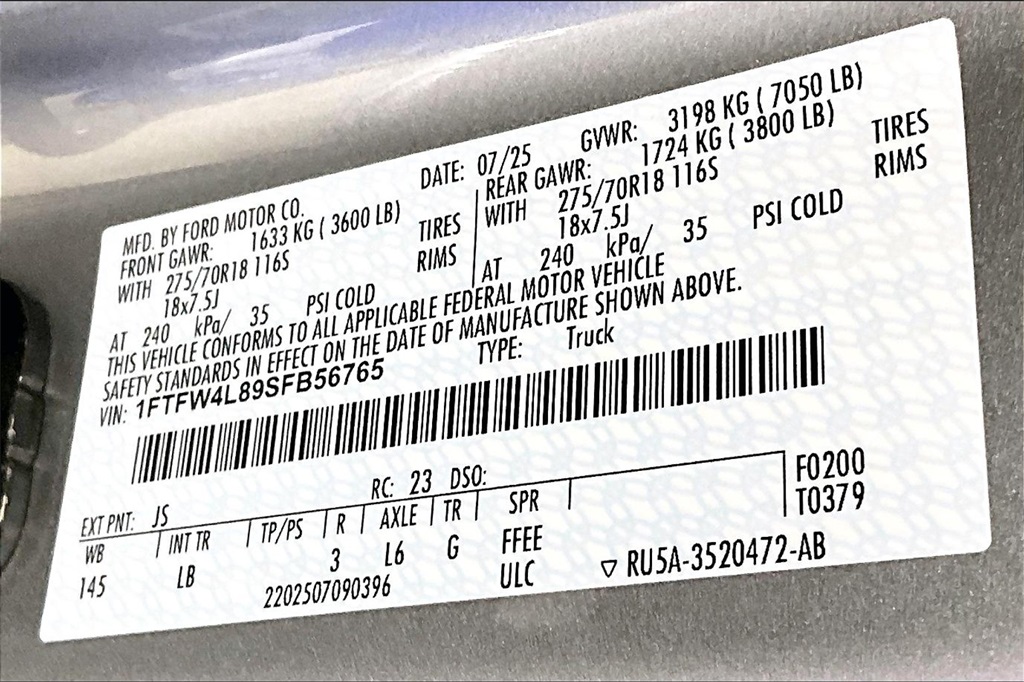 MFD. BY FORD MOTOR CO.
DATE: 07/25
GVWR: 3198 KG ( 7050 LB)
FRONT GAWR: 1633 KG ( 3600 LB)
REAR GAWR: 1724 KG ( 3800 LB)
WITH 275/70R18 116S TIRES
WITH 275/70R18 116S TIRES
18x7.5J RIMS
18x7.5J RIMS
AT 240 kPa/ 35 PSI COLD
AT 240 kPa/ 35 PSI COLD
THIS VEHICLE CONFORMS TO ALL APPLICABLE FEDERAL MOTOR VEHICLE
SAFETY STANDARDS IN EFFECT ON THE DATE OF MANUFACTURE SHOWN ABOVE.
VIN: 1FTFW4L89SFB56765 TYPE: Truck
EXT PNT: JS RC: 23 DSO:
WB INT TR TP/PS R AXLE TR SPR F0200
145 LB 3 L6 G FFEE T0379
2202507090396 ULC ▽ RU5A-3520472-AB